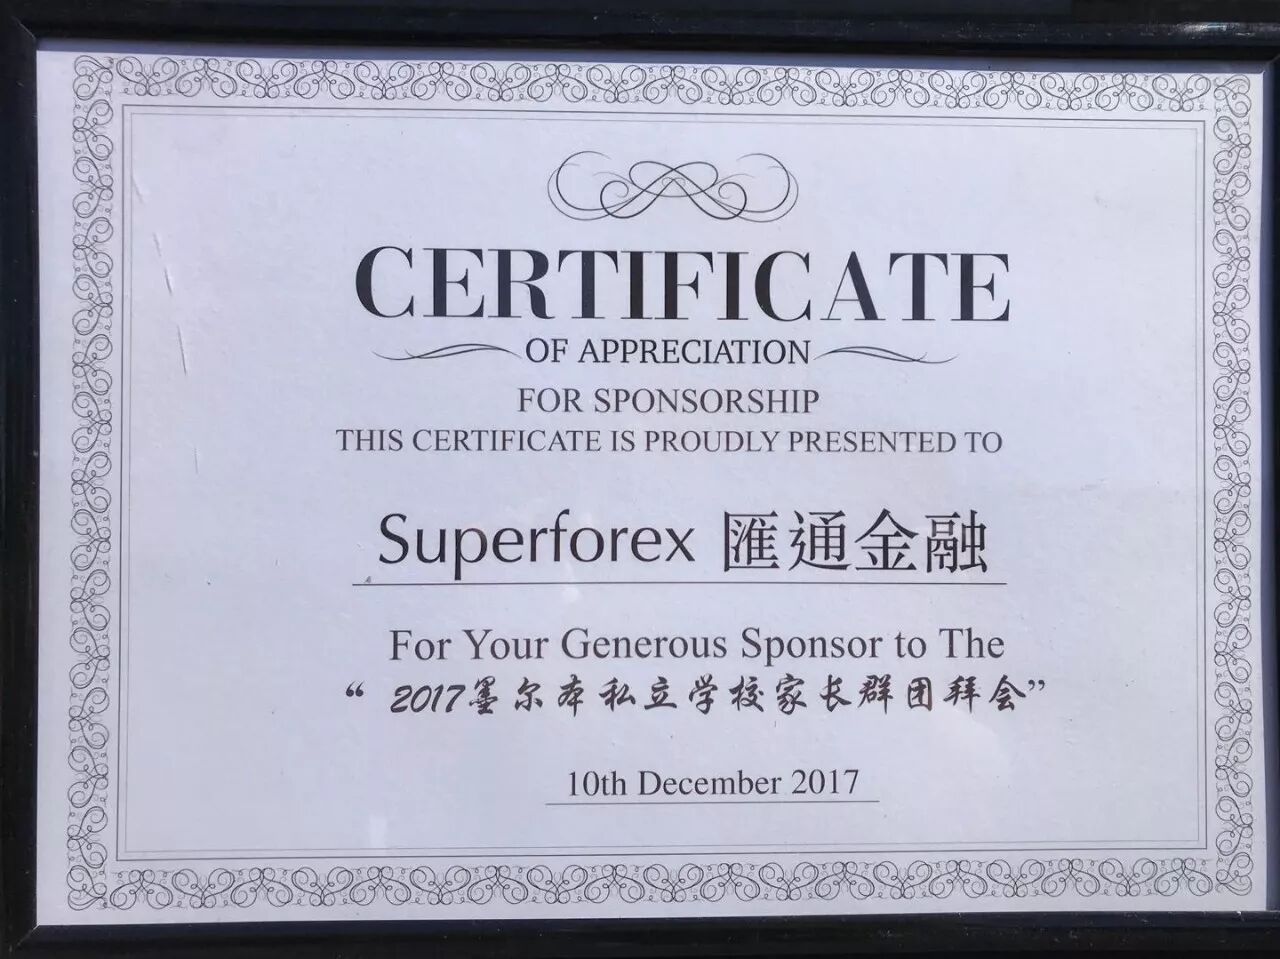 CERTIFICATE
OF APPRECIATION
FOR SPONSORSHIP
THIS CERTIFICATE IS PROUDLY PRESENTED TO
Superforex 匯通金融
For Your Generous Sponsor to The
“ 2017墨尔本私立学校家长群团拜会”
10th December 2017